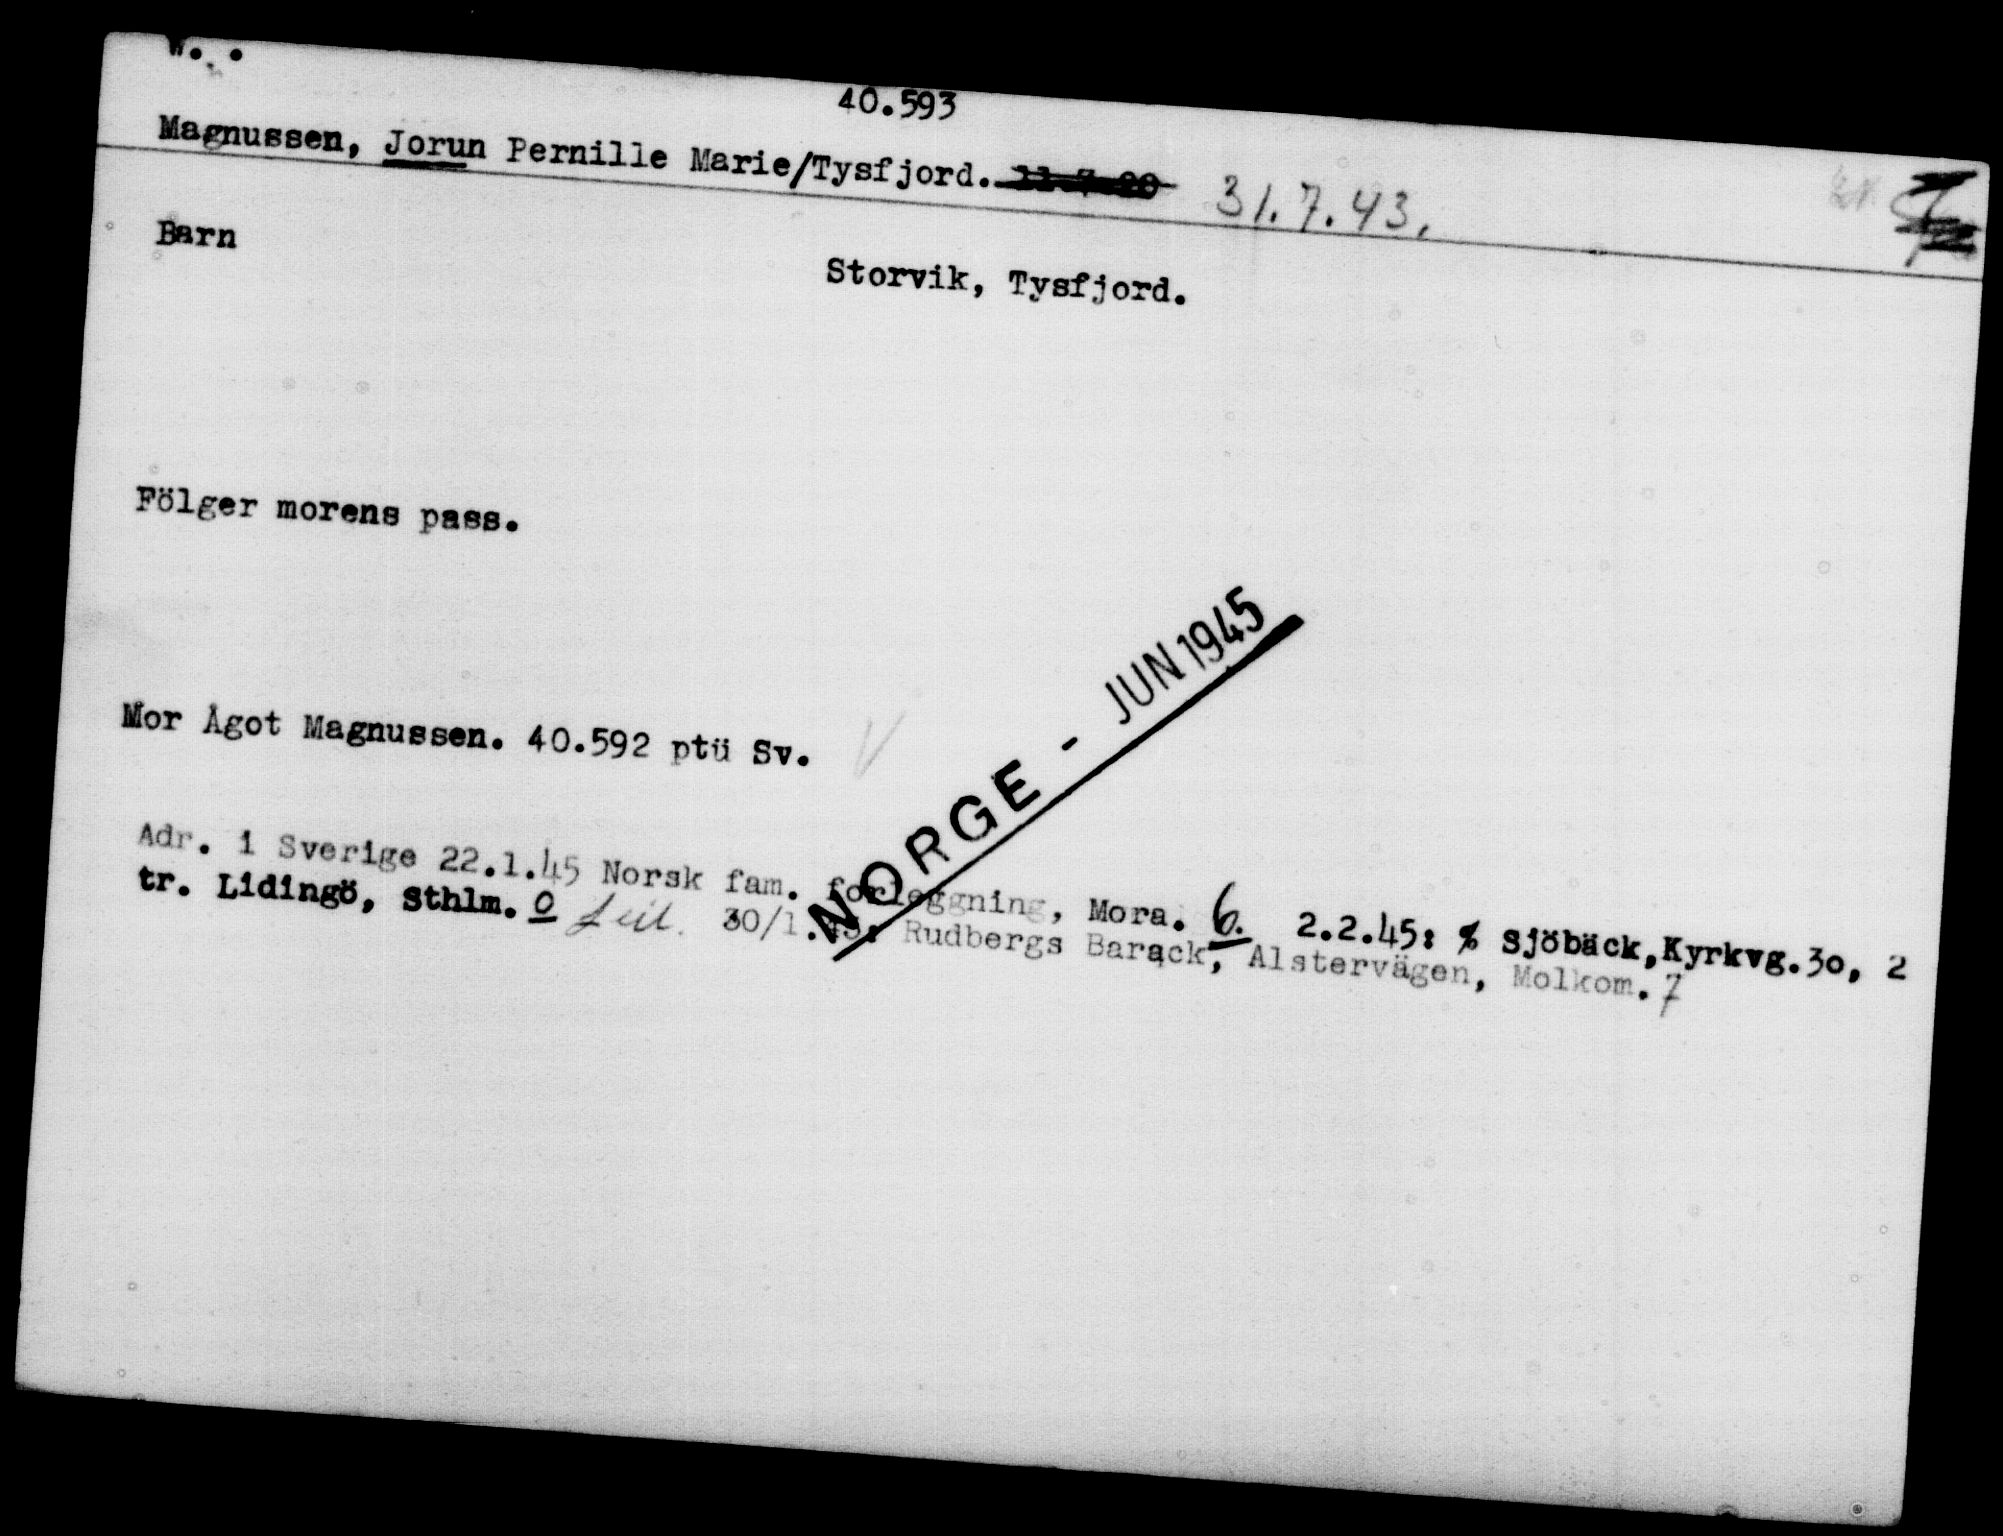 40.593
Magnussen, Jorun Pernille Marie/Tysfjord. 31.7.43.
Barn
Storvik, Tysfjord.
Fölger morens pass.
NORGE - JUN 1945
Mor Ågot Magnussen. 40.592 ptü Sv.
Adr. i Sverige 22.1.45 Norsk fam. forleggning, Mora. 6. 2.2.45: % Sjöbäck,Kyrkvg.30, 2
tr. Lidingö, Sthlm. 0 30/1.45: Rudbergs Barack, Alstervägen, Molkom. 7